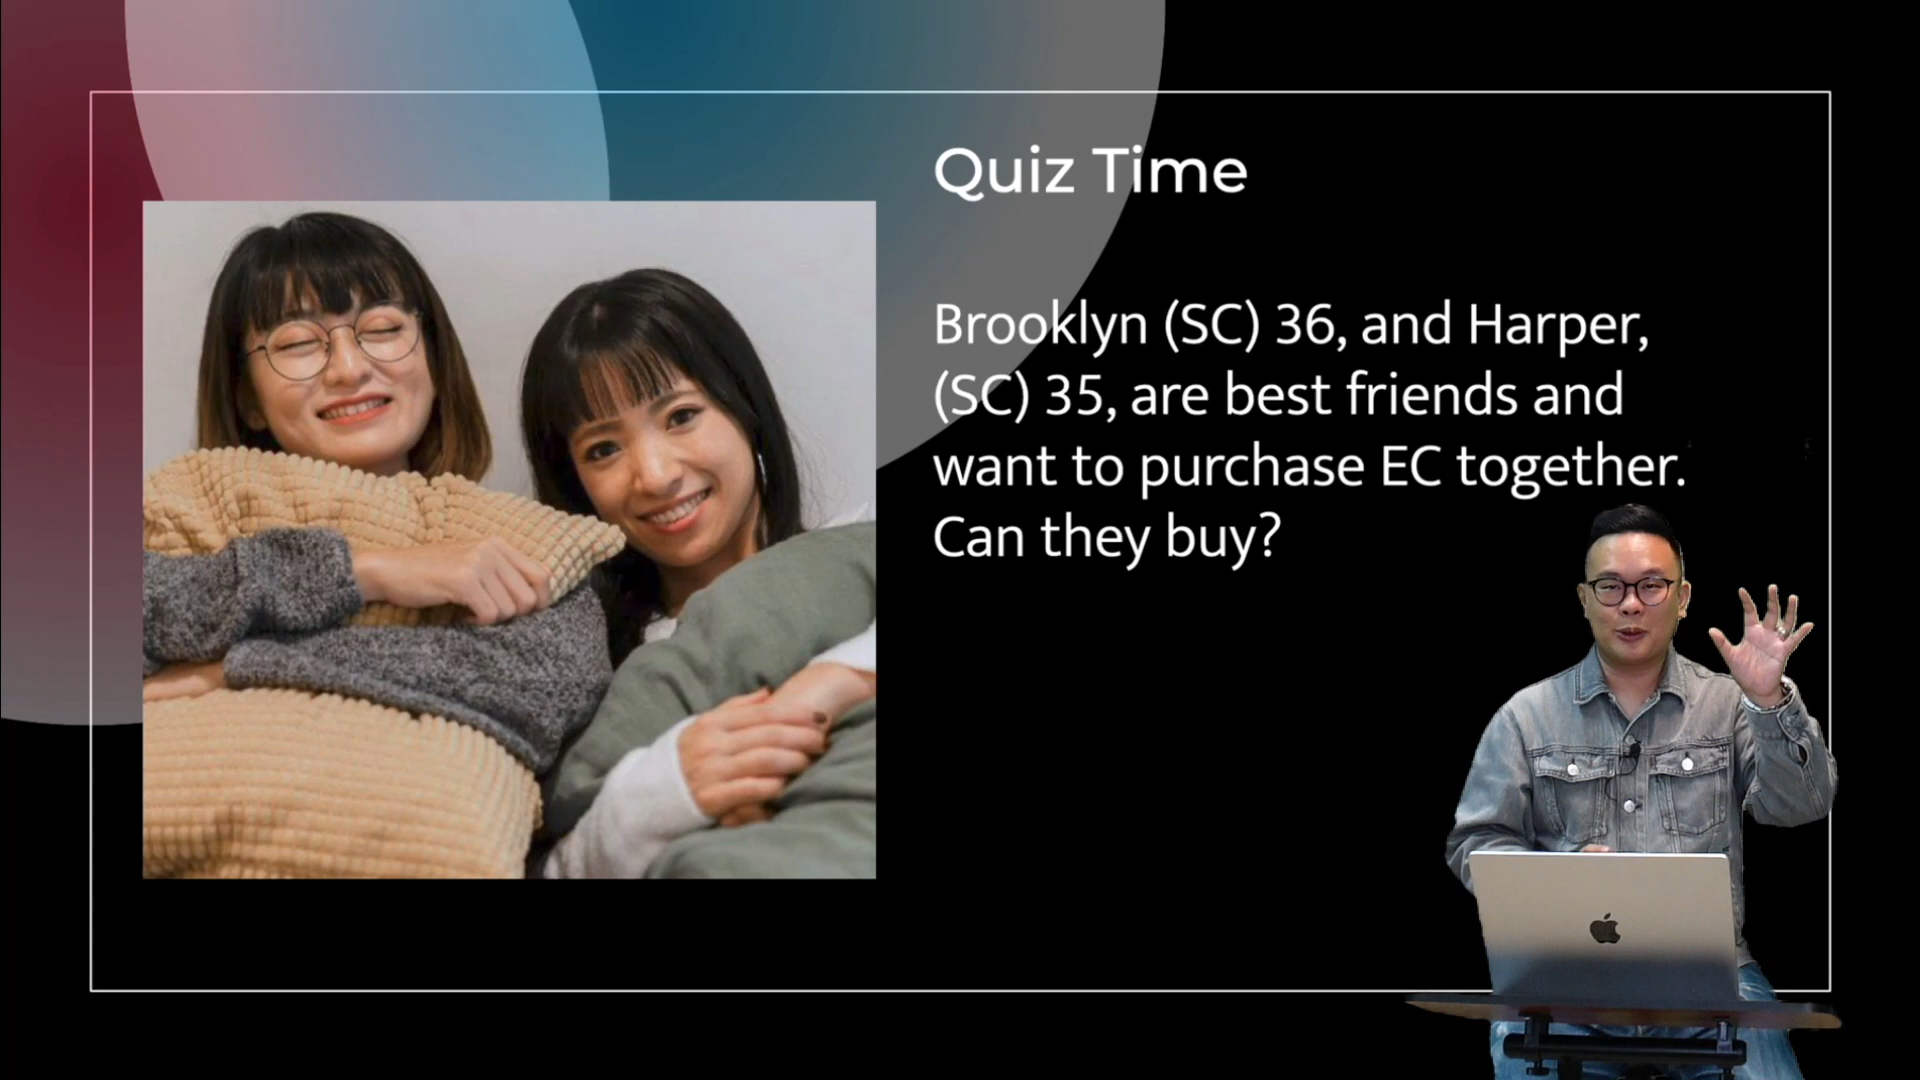 Quiz Time
Brooklyn (SC) 36, and Harper,
(SC) 35, are best friends and
want to purchase EC together.
Can they buy?